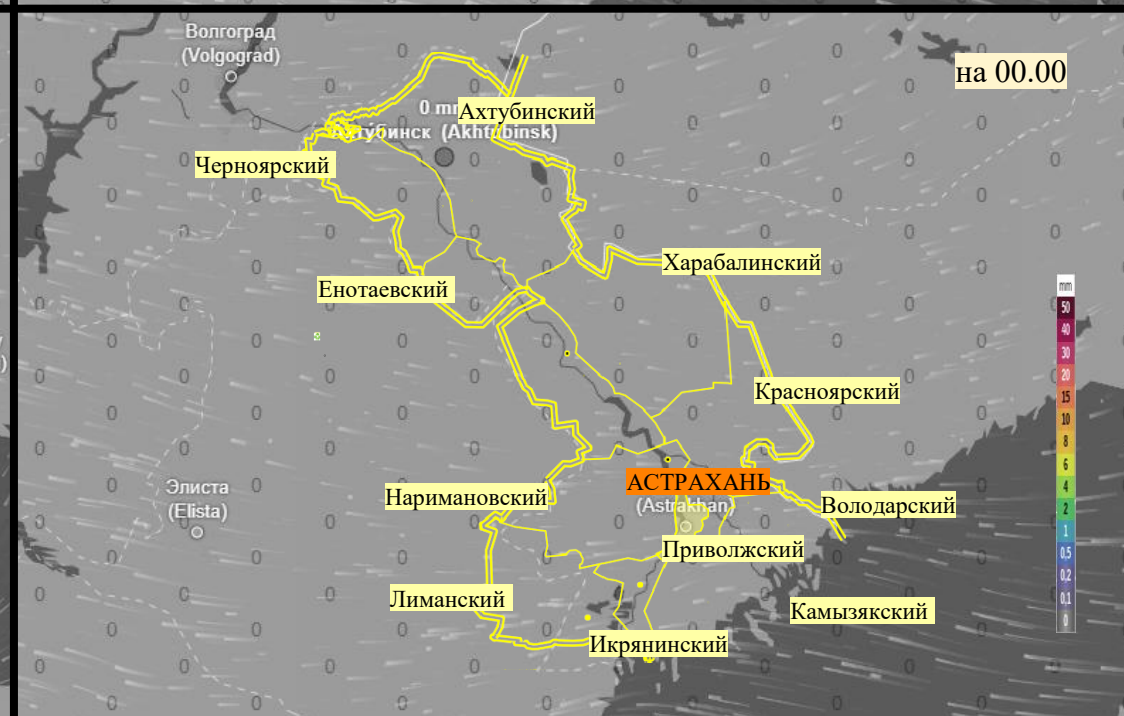 Волгоград
(Volgograd)
на 00.00
0 mm
Ахтубинский
Ахтубинск (Akhtubinsk)
Черноярский
Харабалинский
Енотаевский
mm
50
40
30
20
15
10
8
6
4
2
1
0,5
0,2
0,1
0
Красноярский
АСТРАХАНЬ
(Astrakhan)
Элиста
(Elista)
Наримановский
Володарский
Приволжский
Лиманский
Камызякский
Икрянинский